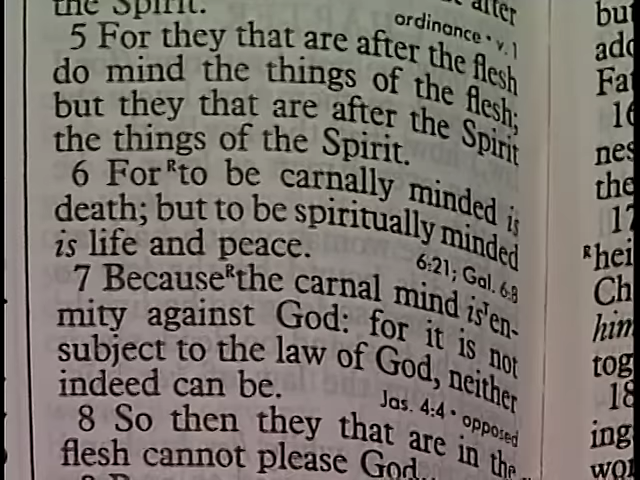 the Spirit.
after
ordinance • v. 1
5 For they that are after the flesh
do mind the things of the flesh;
but they that are after the Spirit
the things of the Spirit.
6 For ᴿto be carnally minded is
death; but to be spiritually minded
is life and peace.
6:21; Gal. 6:8
7 Because ᴿthe carnal mind is ᵀen-
mity against God: for it is not
subject to the law of God, neither
indeed can be.
Jas. 4:4 • opposed
8 So then they that are in the
flesh cannot please God.
but
Fa
16
nes
the
17
ᴿhei
Ch
him
tog
18
ing
wor